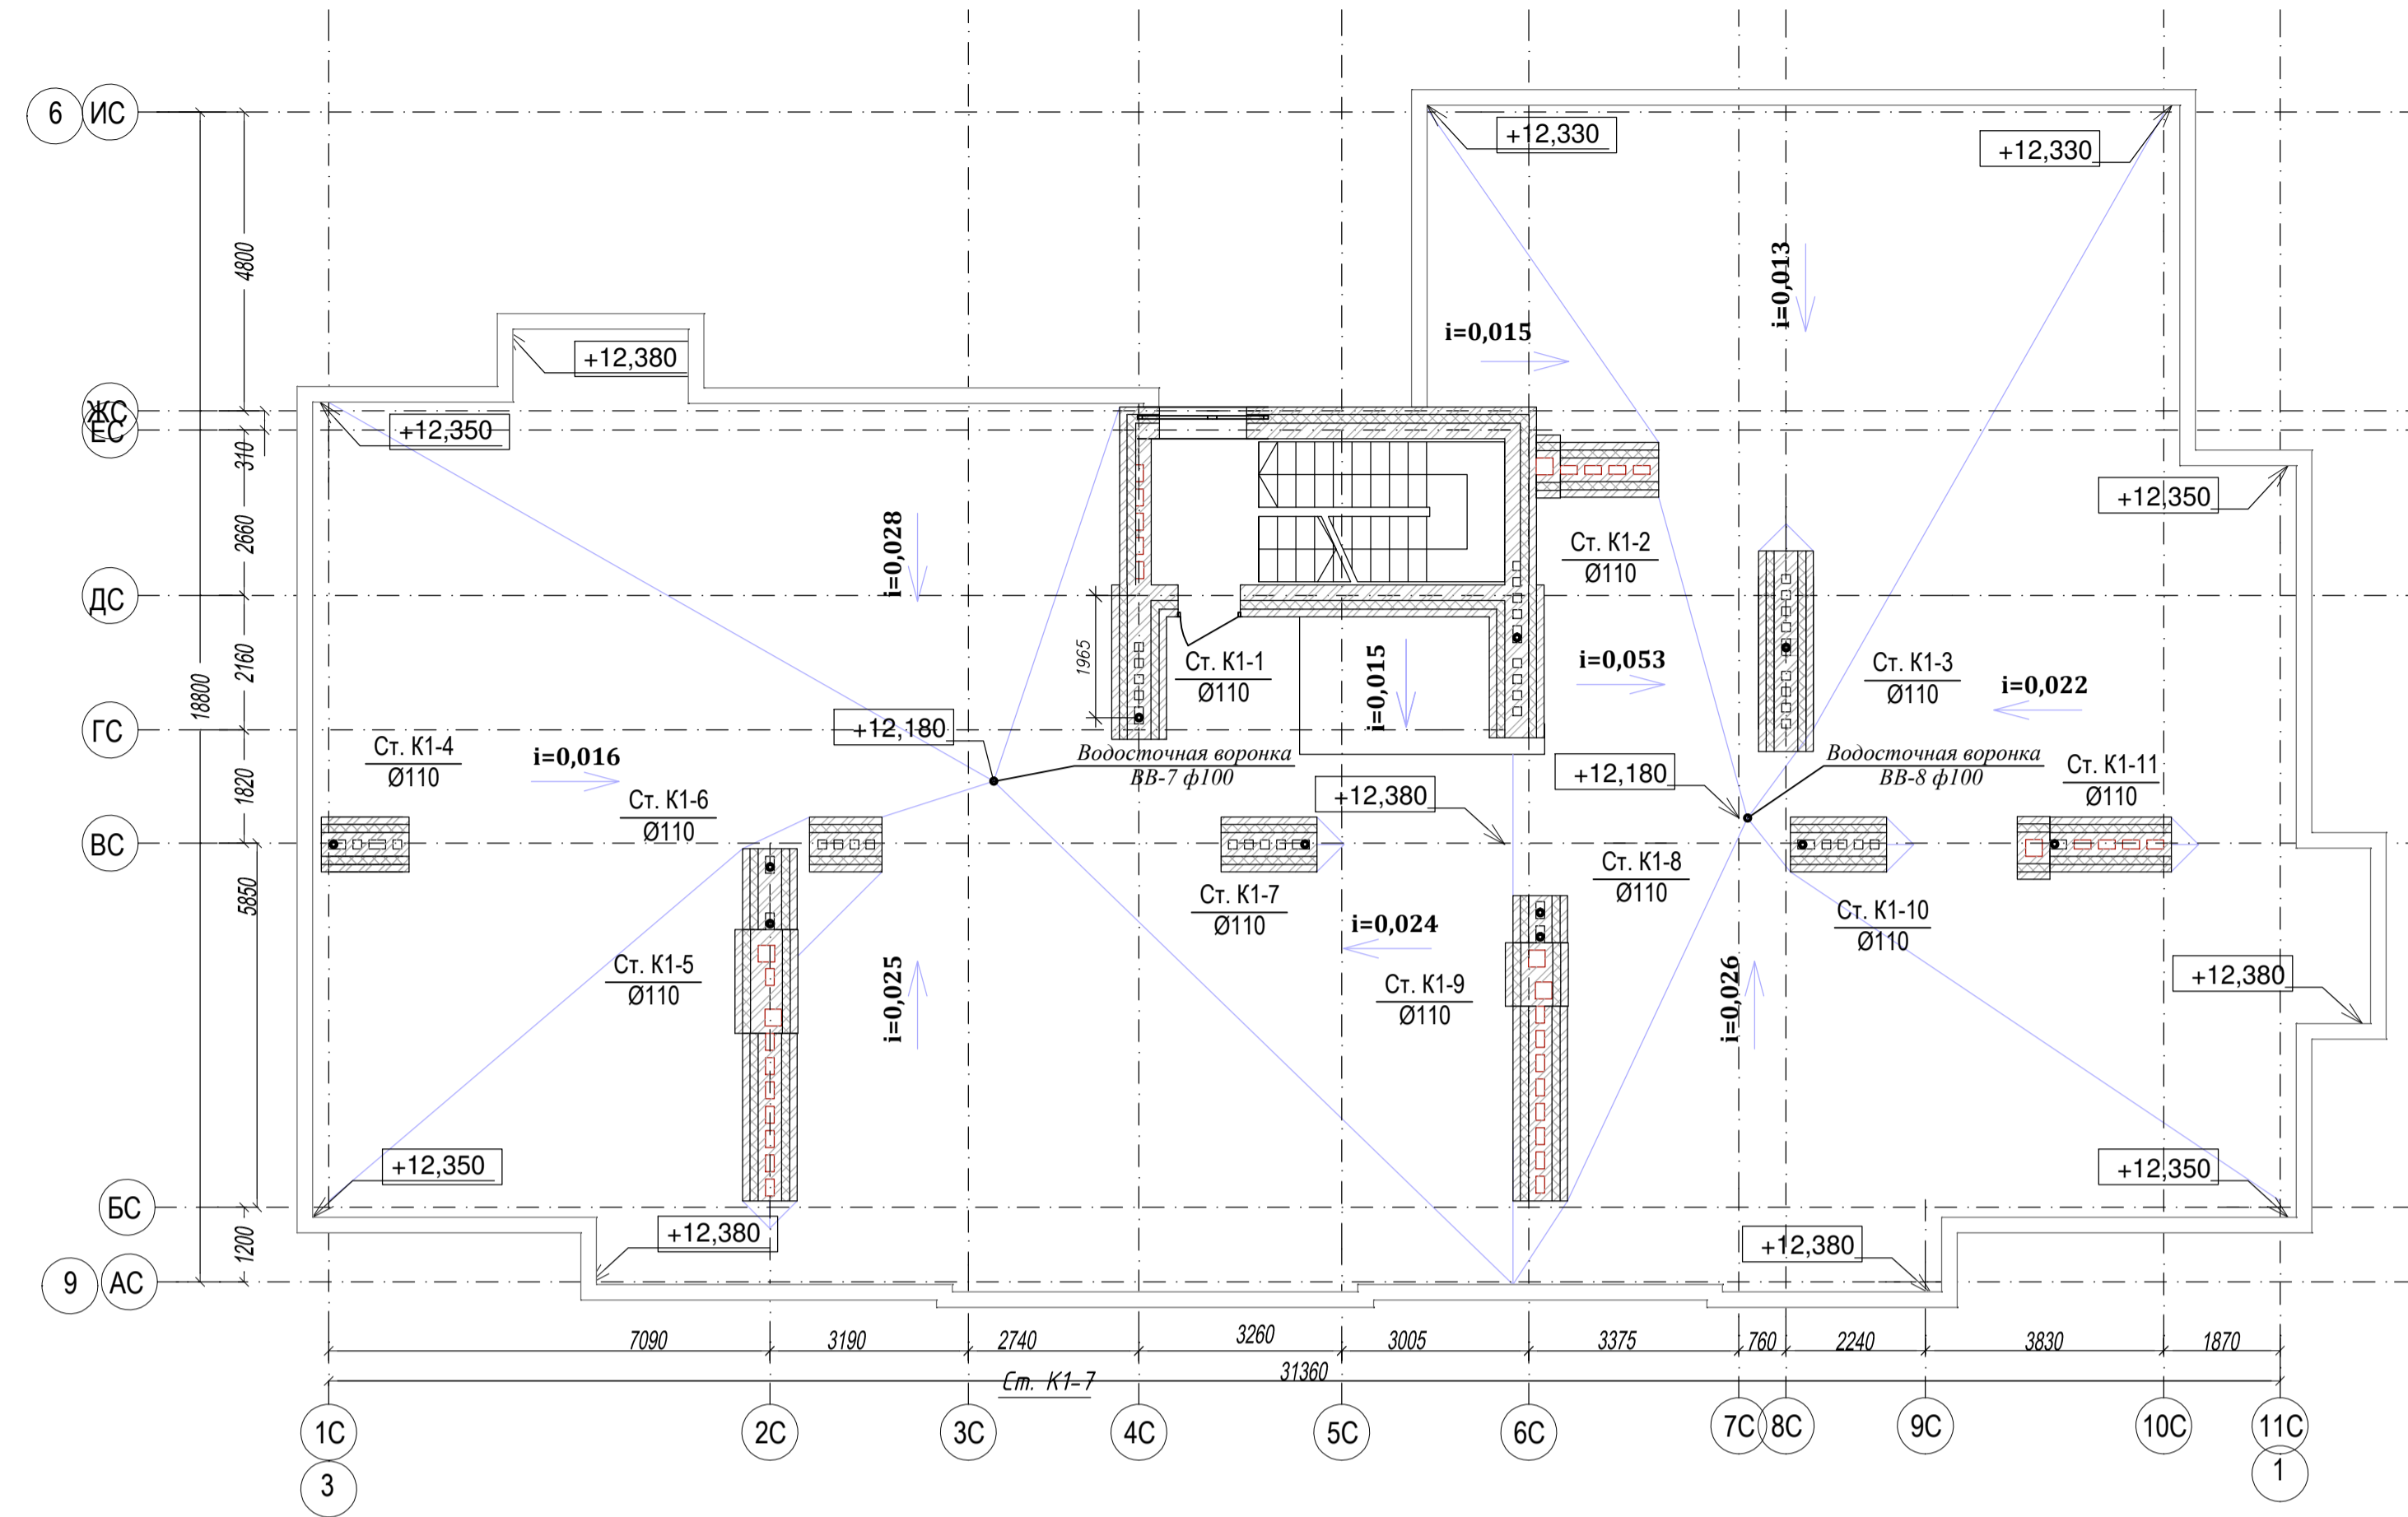 6 ИС
+12,330
+12,330
4800
i=0,013
i=0,015
+12,380
ЖС
ЕС
+12,350
310
+12,350
2660
i=0,028
Ст. К1-2
Ø110
ДС
2160
1965
18800
Ст. К1-1
Ø110
i=0,015
i=0,053
Ст. К1-3
Ø110
i=0,022
ГС
+12,180
Ст. К1-4
Ø110
i=0,016
Водосточная воронка
ВВ-7 ф100
Водосточная воронка
ВВ-8 ф100
+12,180
Ст. К1-11
Ø110
1820
Ст. К1-6
Ø110
+12,380
ВС
5850
Ст. К1-7
Ø110
Ст. К1-8
Ø110
i=0,024
Ст. К1-10
Ø110
Ст. К1-5
Ø110
i=0,025
Ст. К1-9
Ø110
i=0,026
+12,380
+12,350
+12,350
БС
1200
+12,380
+12,380
9 АС
7090 3190 2740 3260 3005 3375 760 2240 3830 1870
31360
Ст. К1-7
1С 2С 3С 4С 5С 6С 7С 8С 9С 10С 11С
3 1